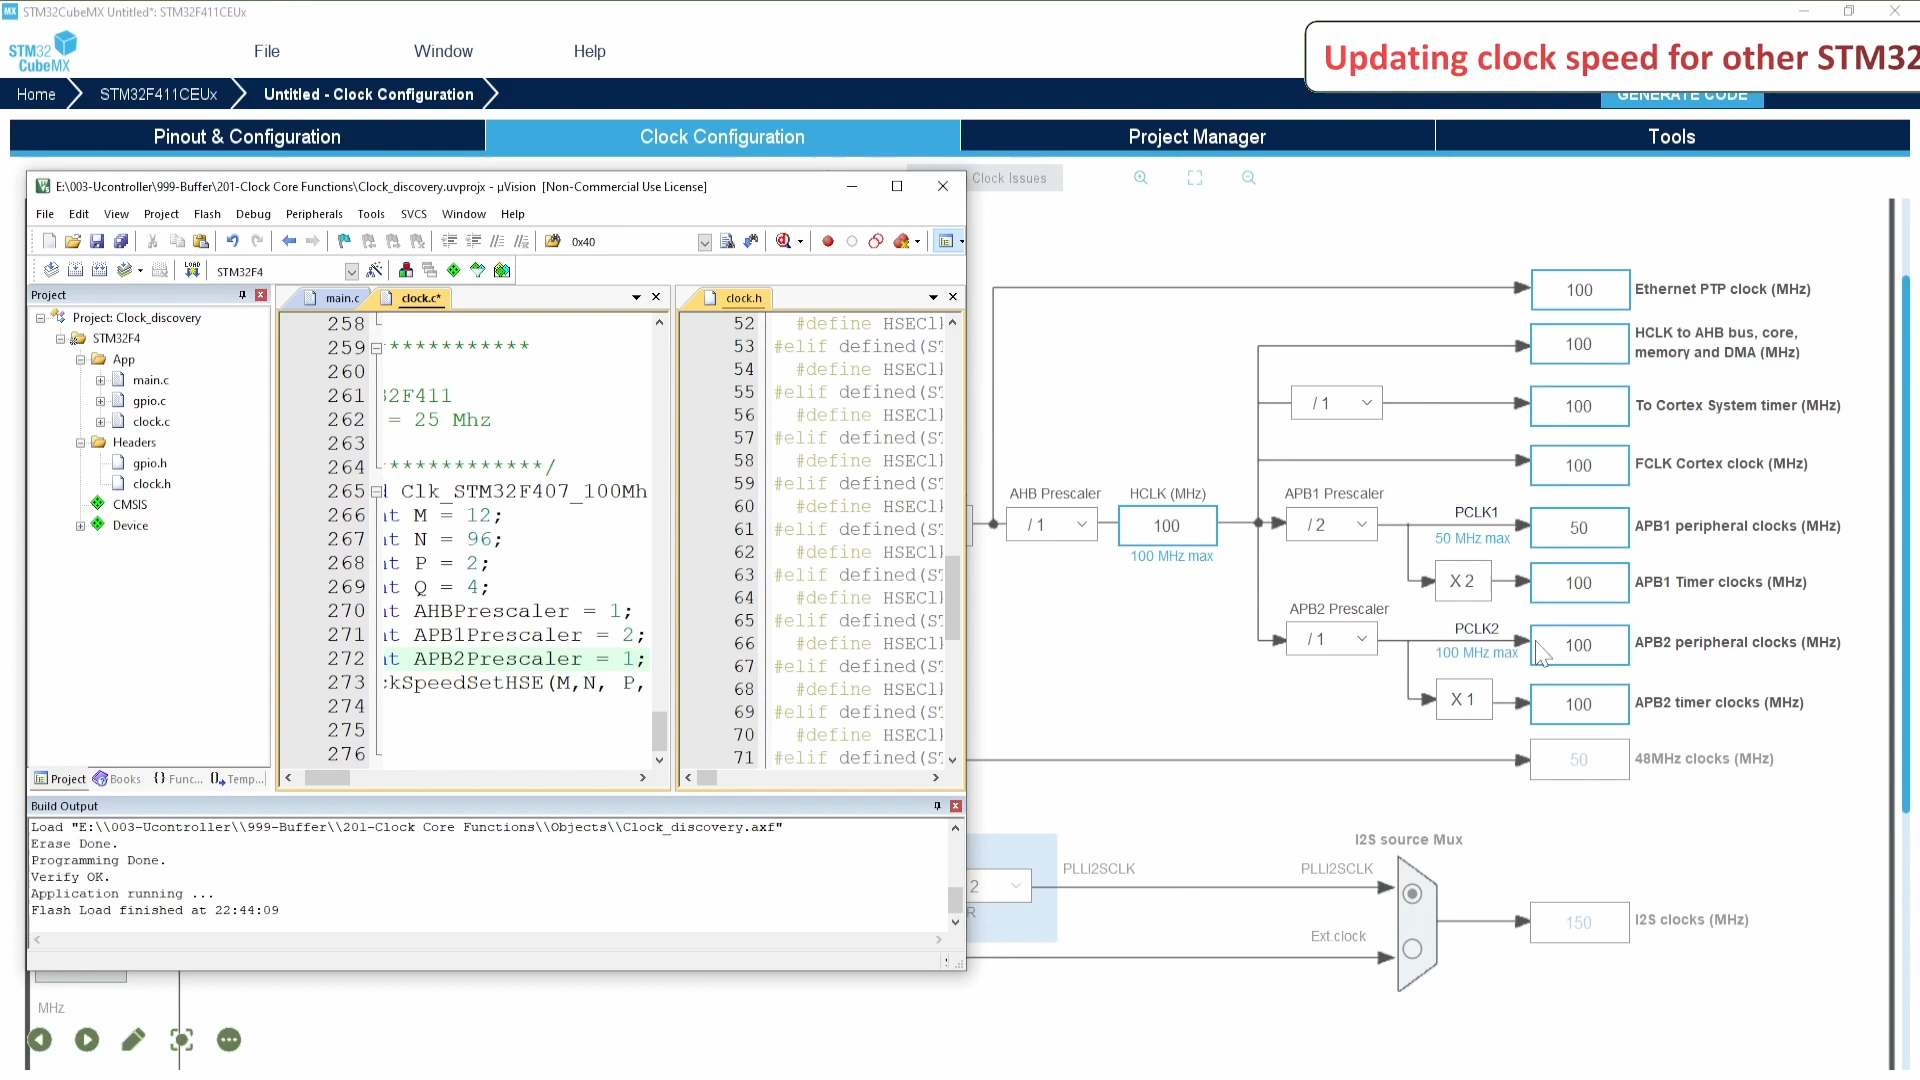 STM32CubeMX Untitled*: STM32F411CEUx
STM32
CubeMX
File
Window
Help
Updating clock speed for other STM32
Home
STM32F411CEUx
Untitled - Clock Configuration
GENERATE CODE
Pinout & Configuration
Clock Configuration
Project Manager
Tools
Clock Issues
E:\003-Ucontroller\999-Buffer\201-Clock Core Functions\Clock_discovery.uvprojx - µVision [Non-Commercial Use License]
File Edit View Project Flash Debug Peripherals Tools SVCS Window Help
0x40
LOAD
STM32F4
Project
Project: Clock_discovery
STM32F4
App
main.c
gpio.c
clock.c
Headers
gpio.h
clock.h
CMSIS
Device
Project Books {} Func... Temp...
main.c
clock.c*
258
259 ***********
260
261 32F411
262 = 25 Mhz
263
264 ************/
265 Clk_STM32F407_100Mh
266 t M = 12;
267 t N = 96;
268 t P = 2;
269 t Q = 4;
270 t AHBPrescaler = 1;
271 t APB1Prescaler = 2;
272 t APB2Prescaler = 1;
273 ckSpeedSetHSE(M,N, P,
274
275
276
clock.h
52 #define HSECl
53 #elif defined(S
54 #define HSECl
55 #elif defined(S
56 #define HSECl
57 #elif defined(S
58 #define HSECl
59 #elif defined(S
60 #define HSECl
61 #elif defined(S
62 #define HSECl
63 #elif defined(S
64 #define HSECl
65 #elif defined(S
66 #define HSECl
67 #elif defined(S
68 #define HSECl
69 #elif defined(S
70 #define HSECl
71 #elif defined(S
Build Output
Load "E:\\003-Ucontroller\\999-Buffer\\201-Clock Core Functions\\Objects\\Clock_discovery.axf"
Erase Done.
Programming Done.
Verify OK.
Application running ...
Flash Load finished at 22:44:09
100 Ethernet PTP clock (MHz)
100 HCLK to AHB bus, core,
memory and DMA (MHz)
/ 1
100 To Cortex System timer (MHz)
100 FCLK Cortex clock (MHz)
AHB Prescaler
/ 1
HCLK (MHz)
100
100 MHz max
APB1 Prescaler
/ 2
PCLK1
50 MHz max
50 APB1 peripheral clocks (MHz)
X 2
100 APB1 Timer clocks (MHz)
APB2 Prescaler
/ 1
PCLK2
100 MHz max
100 APB2 peripheral clocks (MHz)
X 1
100 APB2 timer clocks (MHz)
50 48MHz clocks (MHz)
I2S source Mux
2
R
PLLI2SCLK
PLLI2SCLK
Ext.clock
150 I2S clocks (MHz)
MHz